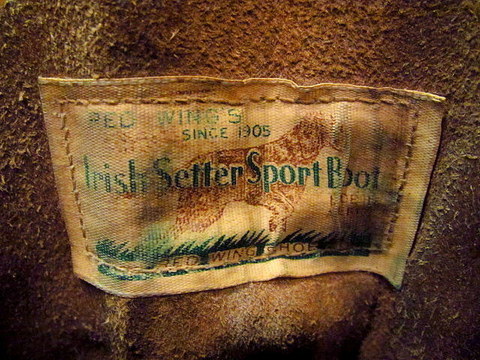 RED WING'S
SINCE 1905
Irish Setter Sport Boot
RED WING SHOE